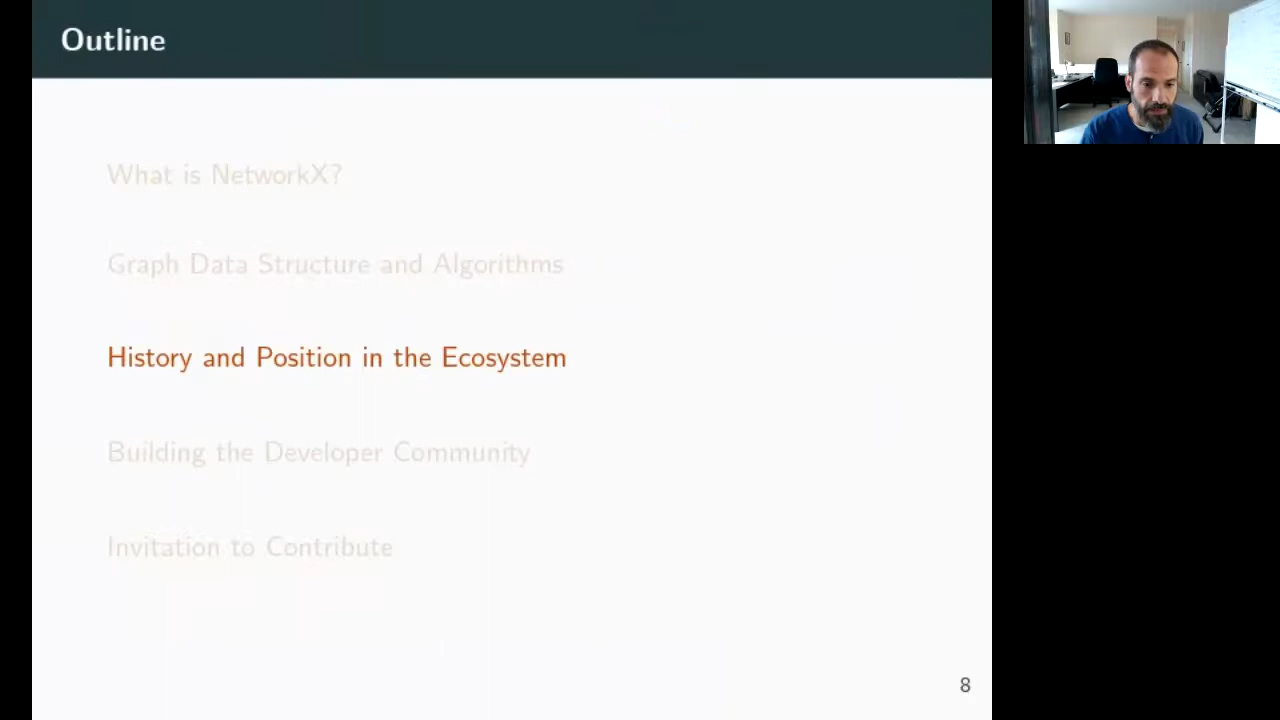 Outline
What is NetworkX?
Graph Data Structure and Algorithms
History and Position in the Ecosystem
Building the Developer Community
Invitation to Contribute
8